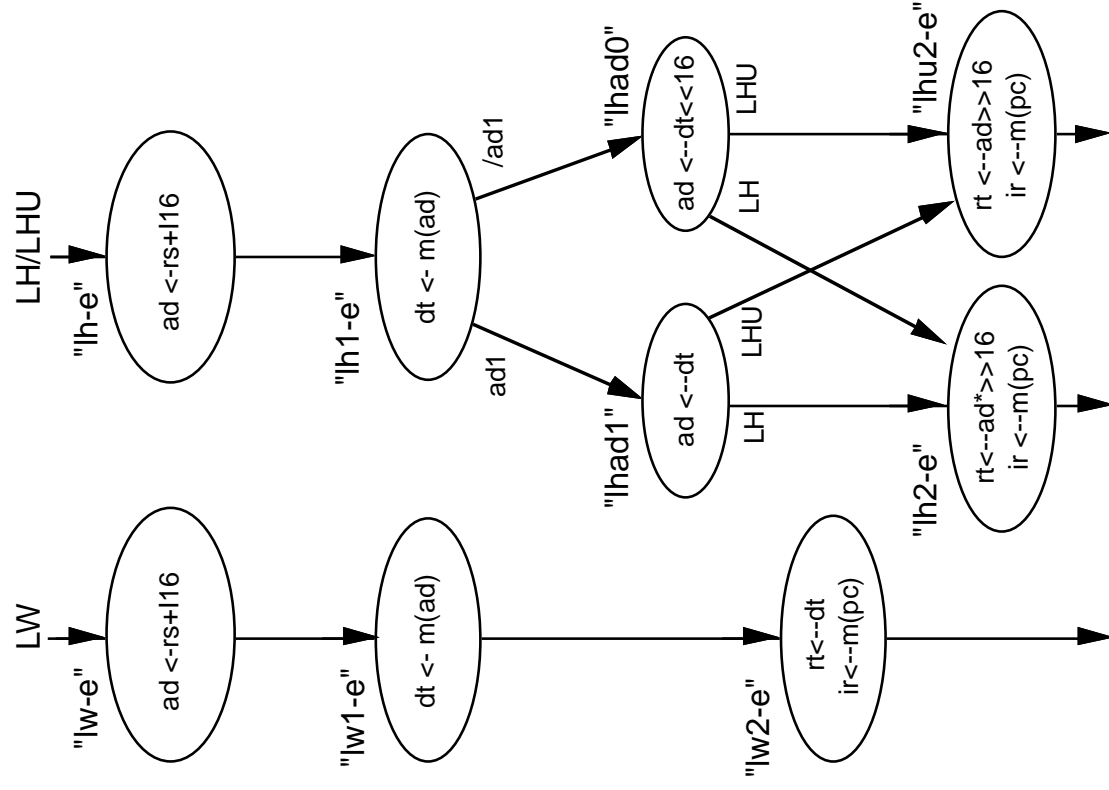 LW
"lw-e"
ad <-rs+I16
"lw1-e"
dt <- m(ad)
"lw2-e"
rt<--dt
ir<--m(pc)
LH/LHU
"lh-e"
ad <-rs+I16
"lh1-e"
dt <- m(ad)
ad1
/ad1
"lhad1"
ad <--dt
LH
LHU
"lhad0"
ad <--dt<<16
LH
LHU
"lh2-e"
rt<--ad*>>16
ir <--m(pc)
"lhu2-e"
rt <--ad>>16
ir <---m(pc)